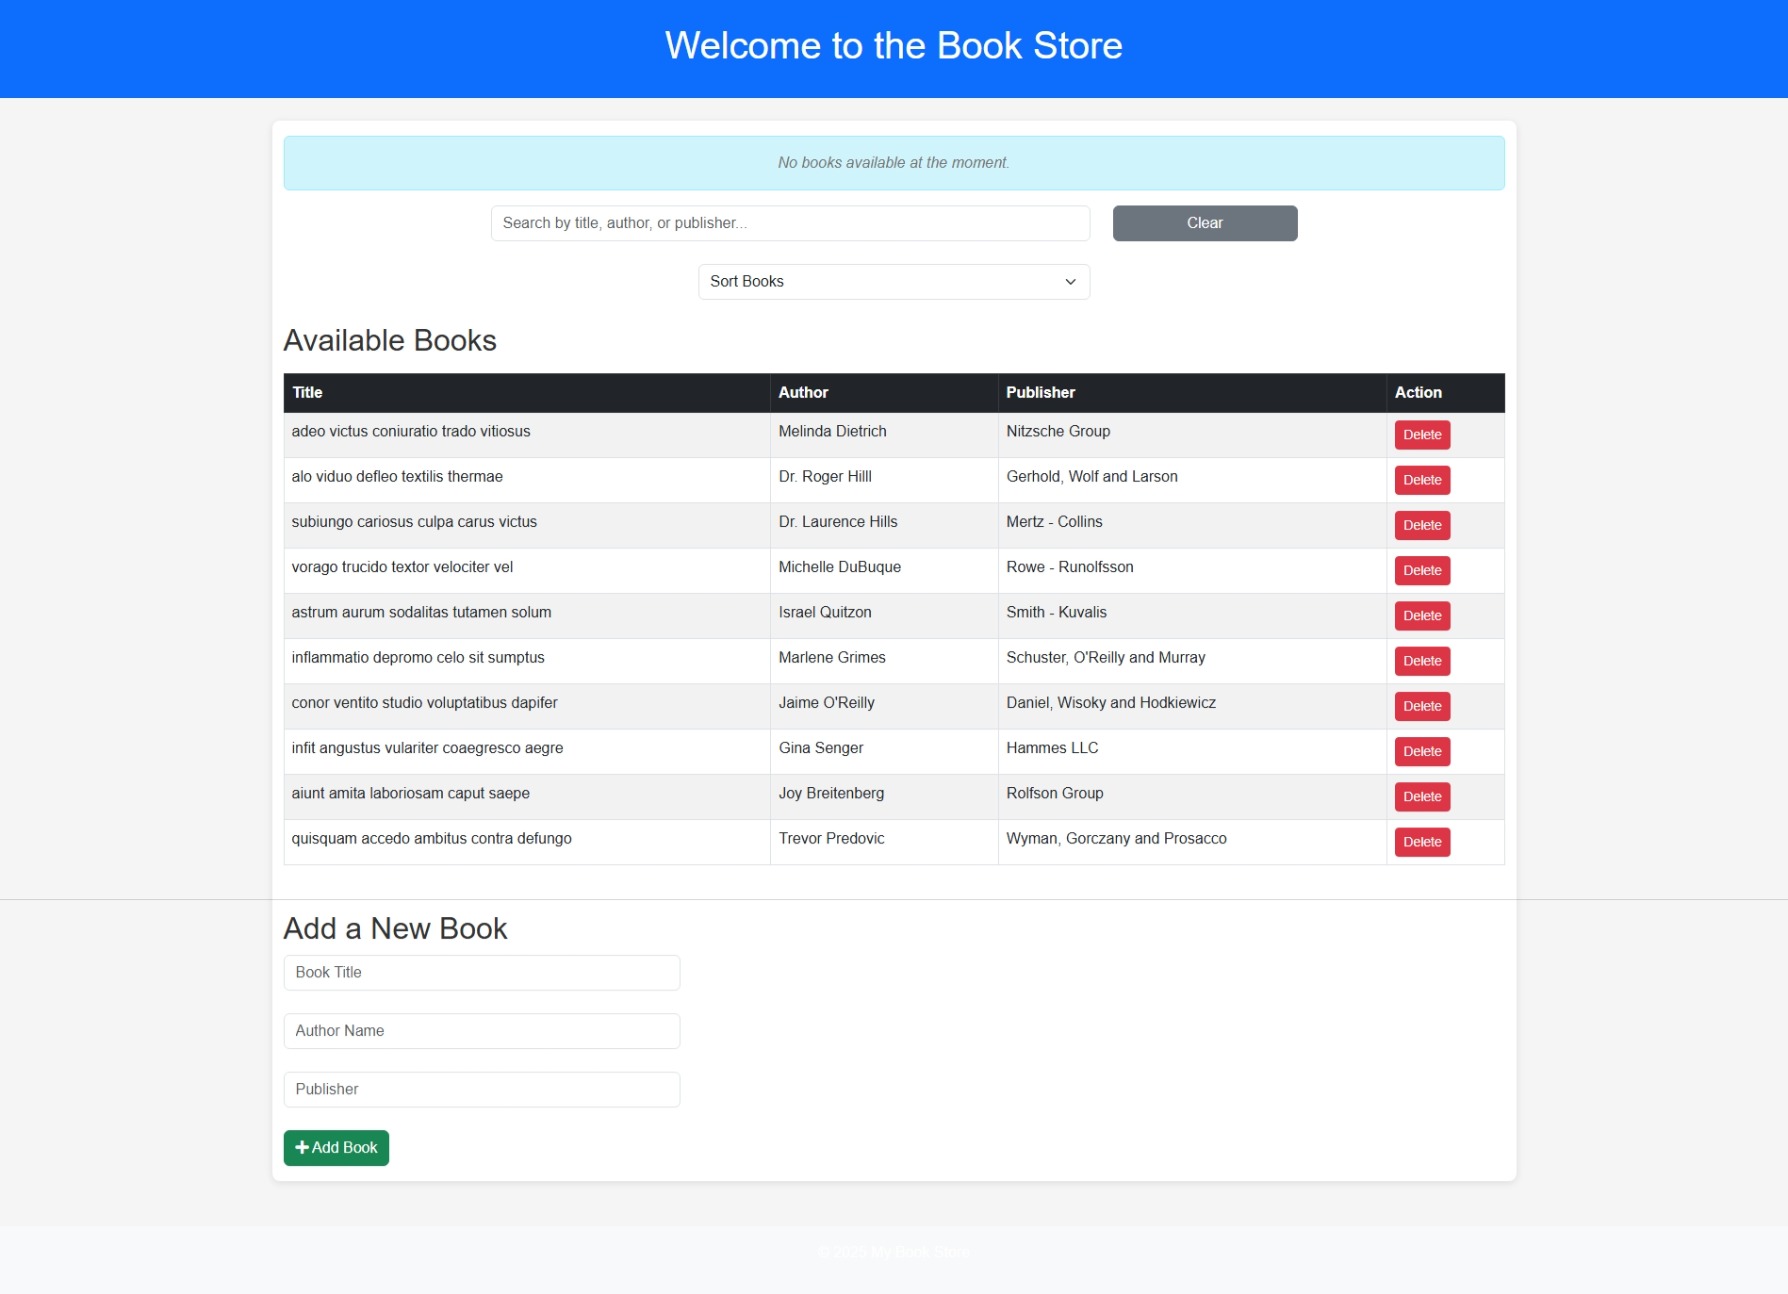 Welcome to the Book Store
No books available at the moment.
Search by title, author, or publisher...
Clear
Sort Books
Available Books
Title Author Publisher Action
adeo victus coniuratio trado vitiosus Melinda Dietrich Nitzsche Group Delete
alo viduo defleo textilis thermae Dr. Roger Hilll Gerhold, Wolf and Larson Delete
subiungo cariosus culpa carus victus Dr. Laurence Hills Mertz - Collins Delete
vorago trucido textor velociter vel Michelle DuBuque Rowe - Runolfsson Delete
astrum aurum sodalitas tutamen solum Israel Quitzon Smith - Kuvalis Delete
inflammatio depromo celo sit sumptus Marlene Grimes Schuster, O'Reilly and Murray Delete
conor ventito studio voluptatibus dapifer Jaime O'Reilly Daniel, Wisoky and Hodkiewicz Delete
infit angustus vulariter coaegresco aegre Gina Senger Hammes LLC Delete
aiunt amita laboriosam caput saepe Joy Breitenberg Rolfson Group Delete
quisquam accedo ambitus contra defungo Trevor Predovic Wyman, Gorczany and Prosacco Delete
Add a New Book
Book Title
Author Name
Publisher
Add Book
© 2025 My Book Store